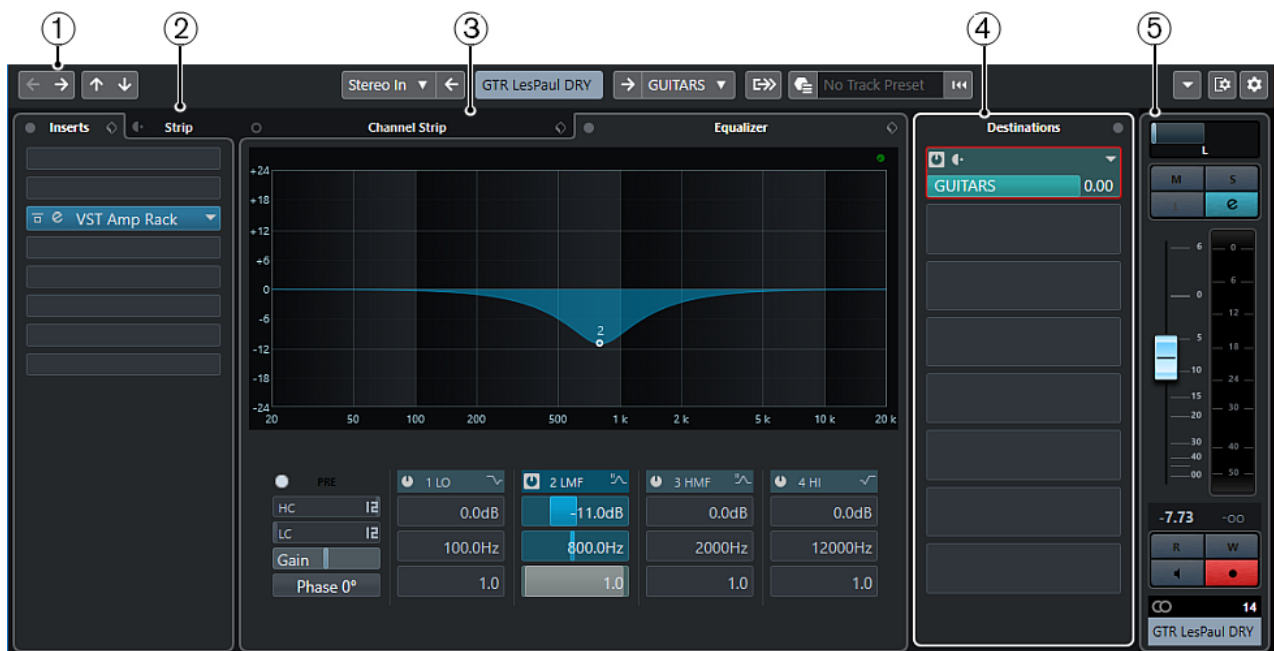 1 2 3 4 5
Stereo In GTR LesPaul DRY GUITARS No Track Preset
Inserts Strip Channel Strip Equalizer Destinations
L
VST Amp Rack
+24
+18
+12
+6
0
-6
-12
-18
-24
2
20 50 100 200 500 1 k 2 k 5 k 10 k 20 k
PRE
HC 12
LC 12
Gain
Phase 0°
1 LO
0.0dB
100.0Hz
1.0
2 LMF
-11.0dB
800.0Hz
1.0
3 HMF
0.0dB
2000Hz
1.0
4 HI
0.0dB
12000Hz
1.0
GUITARS 0.00
M S
L e
6
0
5
10
15
20
30
40
00
0
6
12
18
24
30
40
50
-7.73 -oo
R W
14
GTR LesPaul DRY